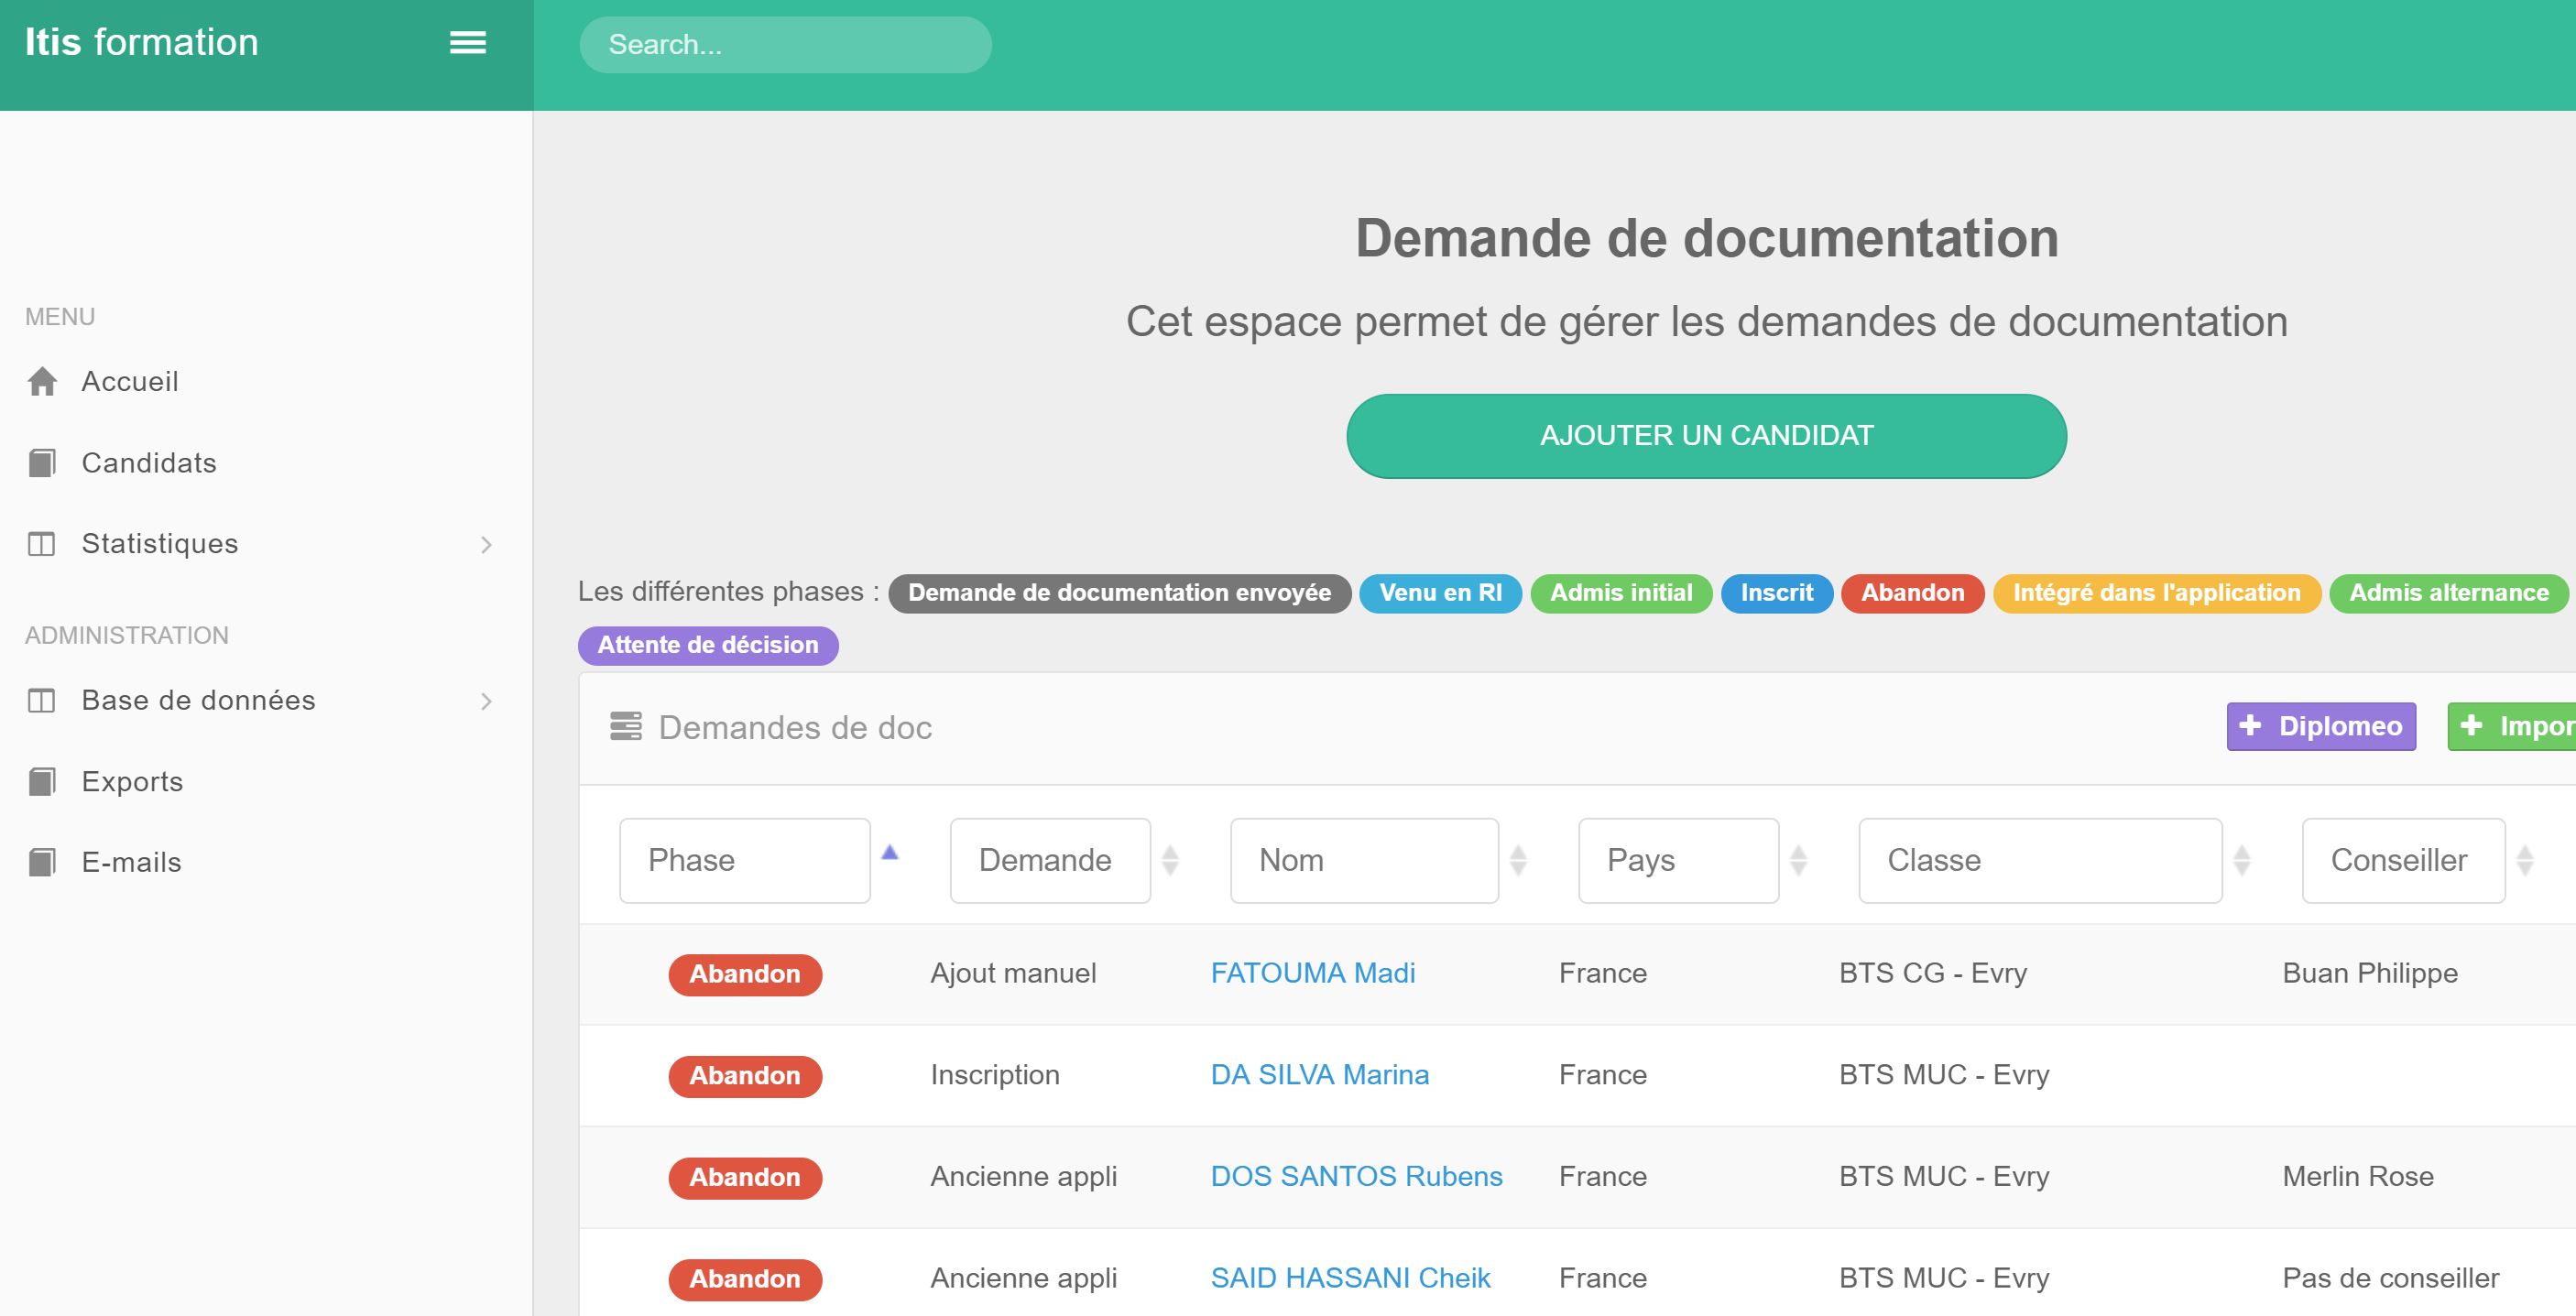 Itis formation
Search...
MENU
Accueil
Candidats
Statistiques
ADMINISTRATION
Base de données
Exports
E-mails
Demande de documentation
Cet espace permet de gérer les demandes de documentation
AJOUTER UN CANDIDAT
Les différentes phases : Demande de documentation envoyée Venu en RI Admis initial Inscrit Abandon Intégré dans l'application Admis alternance
Attente de décision
Demandes de doc + Diplomeo + Impor
Phase Demande Nom Pays Classe Conseiller
Abandon Ajout manuel FATOUMA Madi France BTS CG - Evry Buan Philippe
Abandon Inscription DA SILVA Marina France BTS MUC - Evry
Abandon Ancienne appli DOS SANTOS Rubens France BTS MUC - Evry Merlin Rose
Abandon Ancienne appli SAID HASSANI Cheik France BTS MUC - Evry Pas de conseiller